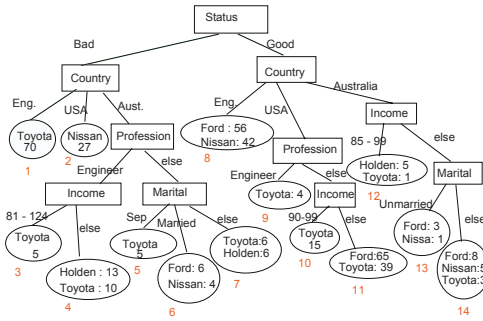 Status
Bad
Good
Country
Country
Eng.
USA
Aust.
Eng.
USA
Australia
Toyota
70
Nissan
27
Profession
Ford : 56
Nissan: 42
Income
1
2
8
Profession
85 - 99
else
Engineer
else
Engineer
else
Holden: 5
Toyota: 1
Marital
Income
Marital
Toyota: 4
Income
12
81 - 124
else
Sep
Married
else
9
90-99
else
Unmarried
else
Toyota
5
Toyota
5
Toyota:6
Holden:6
Toyota
15
Ford: 3
Nissa: 1
3
Holden : 13
Toyota : 10
5
Ford: 6
Nissan: 4
7
10
Ford:65
Toyota: 39
13
Ford:8
Nissan:5
Toyota:3
4
6
11
14